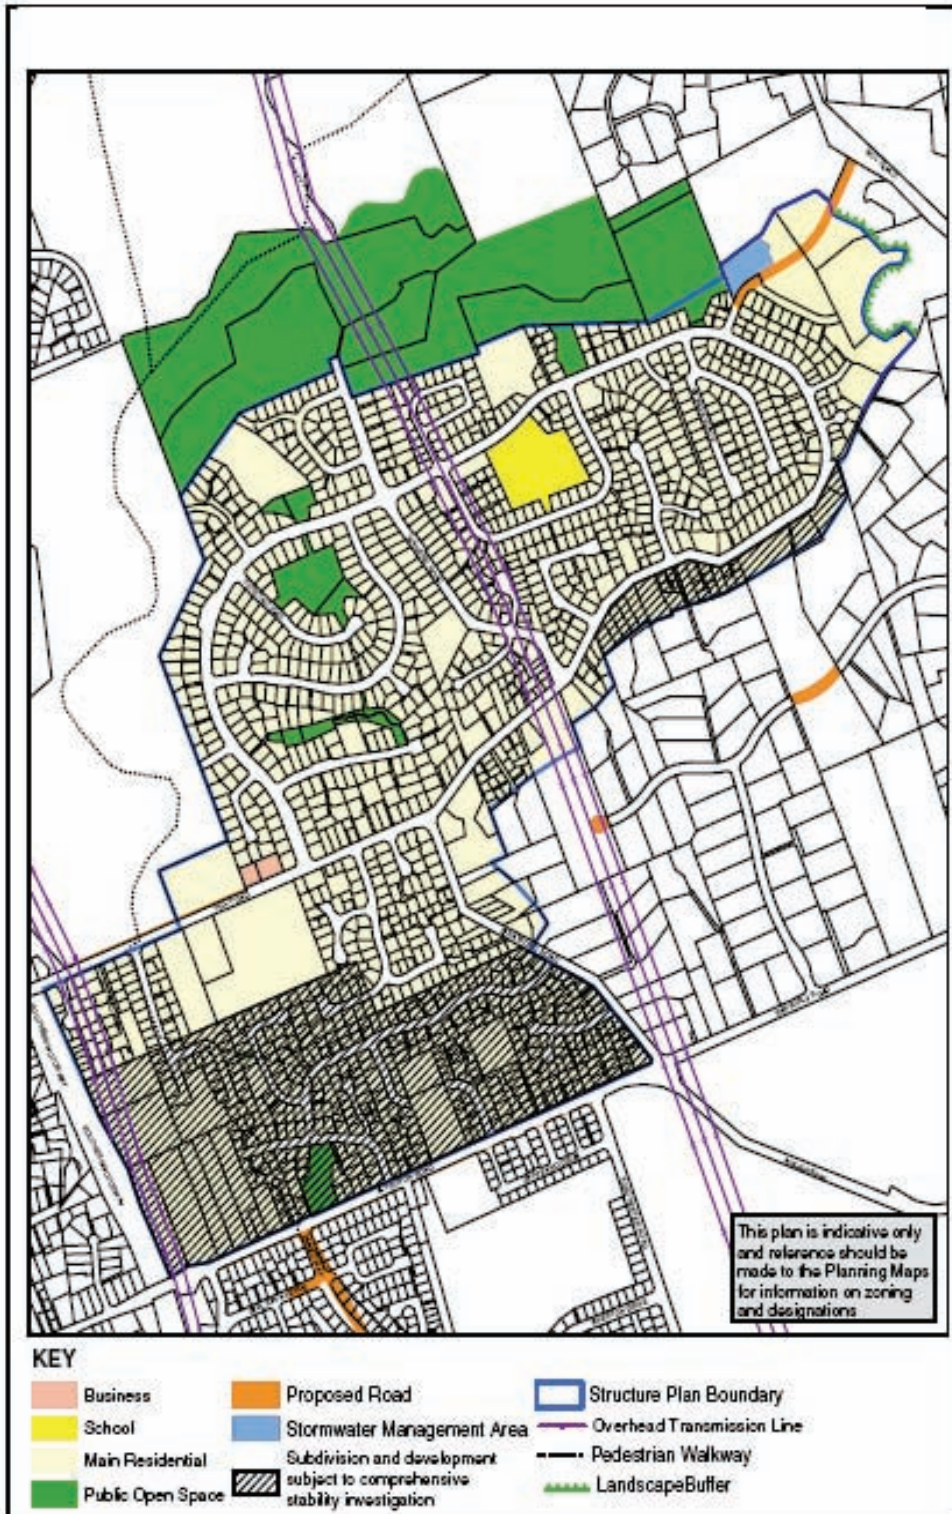 This plan is indicative only
and reference should be
made to the Planning Maps
for information on zoning
and designations
KEY
Business
School
Main Residential
Public Open Space
Proposed Road
Stormwater Management Area
Subdivision and development
subject to comprehensive
stability investigation
Structure Plan Boundary
Overhead Transmission Line
Pedestrian Walkway
LandscapeBuffer